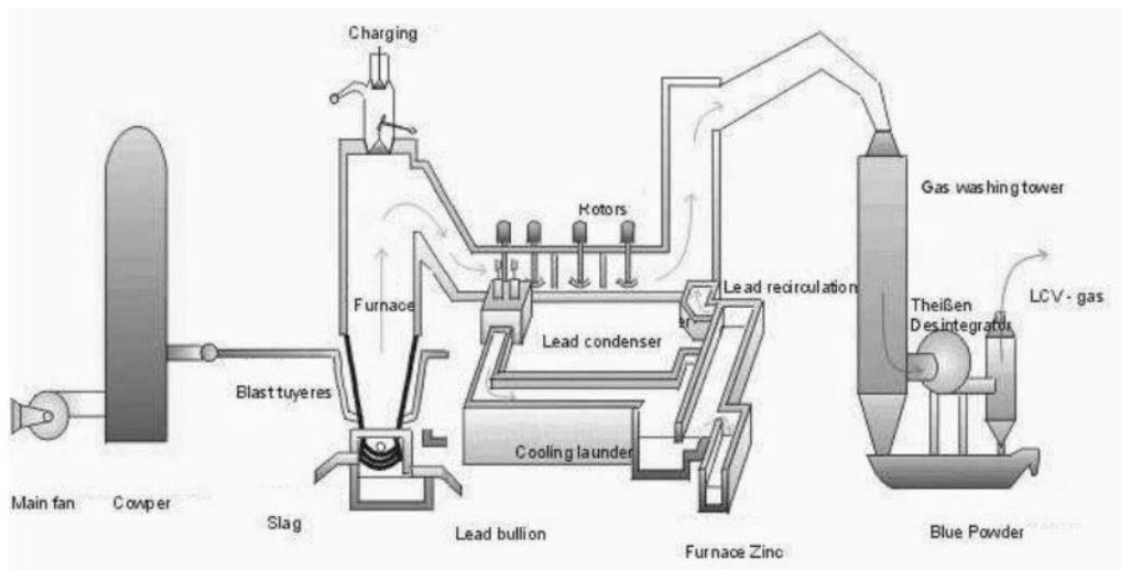 Charging
Rotors
Gas washing tower
Furnace
Lead recirculation
LCV - gas
Theißen
Desintegrator
Lead condenser
Blast tuyeres
Cooling launder
Main fan
Cowper
Slag
Lead bullion
Furnace Zinc
Blue Powder